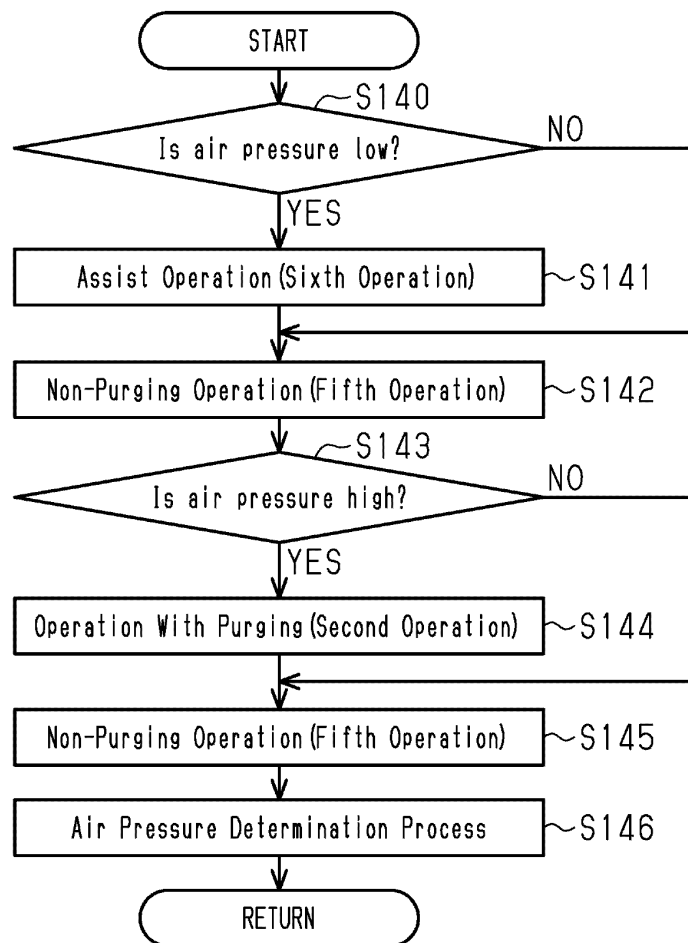 START
S140
Is air pressure low?
NO
YES
Assist Operation(Sixth Operation)
S141
Non-Purging Operation(Fifth Operation)
S142
S143
Is air pressure high?
NO
YES
Operation With Purging(Second Operation)
S144
Non-Purging Operation(Fifth Operation)
S145
Air Pressure Determination Process
S146
RETURN